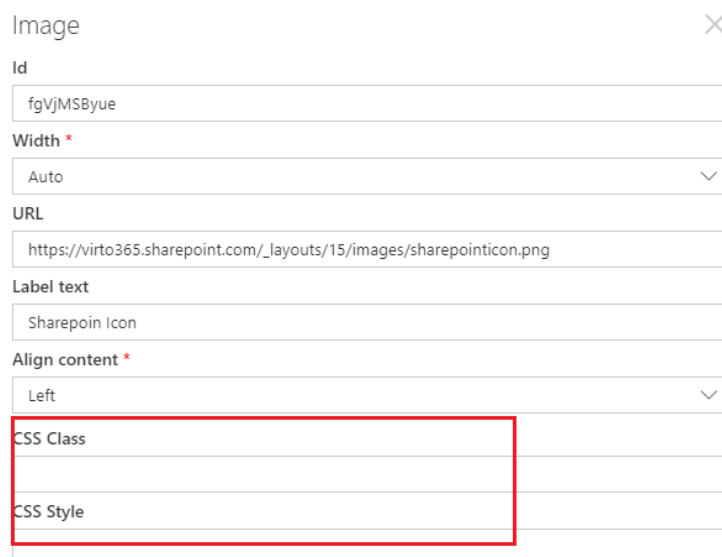 Image
Id
fgVjMSByue
Width *
Auto
URL
https://virto365.sharepoint.com/_layouts/15/images/sharepointicon.png
Label text
Sharepoin Icon
Align content *
Left
CSS Class
CSS Style